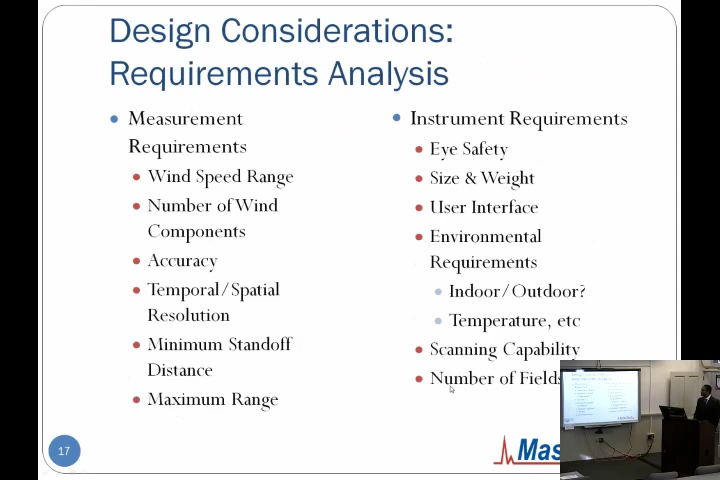 Design Considerations:
Requirements Analysis
Measurement
Requirements
Wind Speed Range
Number of Wind
Components
Accuracy
Temporal/Spatial
Resolution
Minimum Standoff
Distance
Maximum Range
Instrument Requirements
Eye Safety
Size & Weight
User Interface
Environmental
Requirements
Indoor/Outdoor?
Temperature, etc
Scanning Capability
Number of Fields
17
Mas